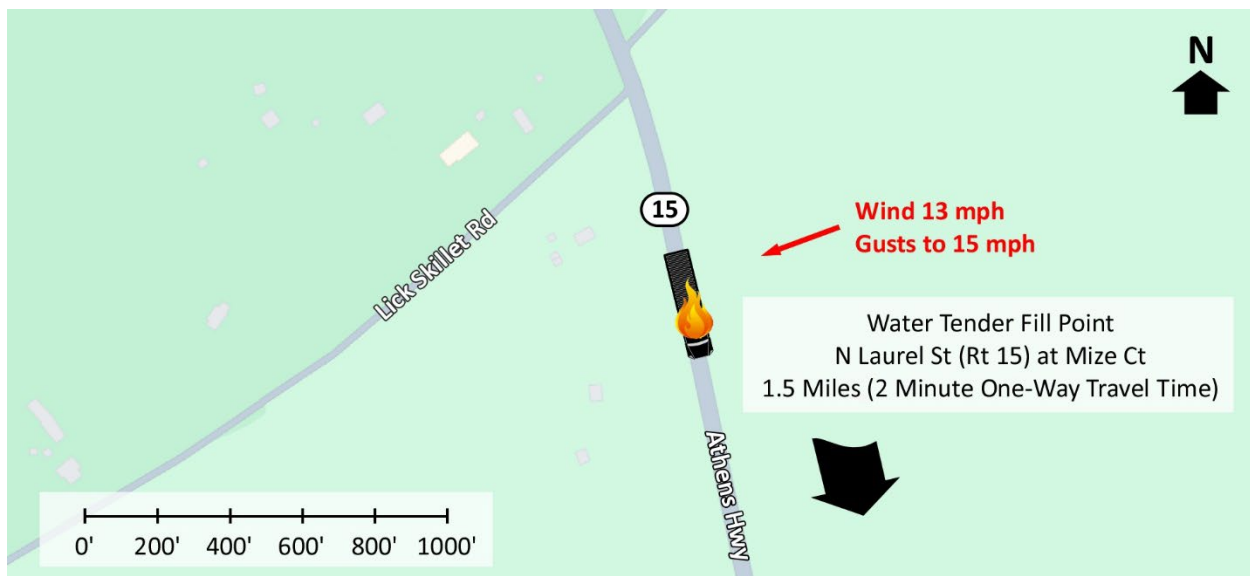 N
15
Wind 13 mph
Gusts to 15 mph
Lick Skillet Rd
Water Tender Fill Point
N Laurel St (Rt 15) at Mize Ct
1.5 Miles (2 Minute One-Way Travel Time)
Athens Hwy
0' 200' 400' 600' 800' 1000'